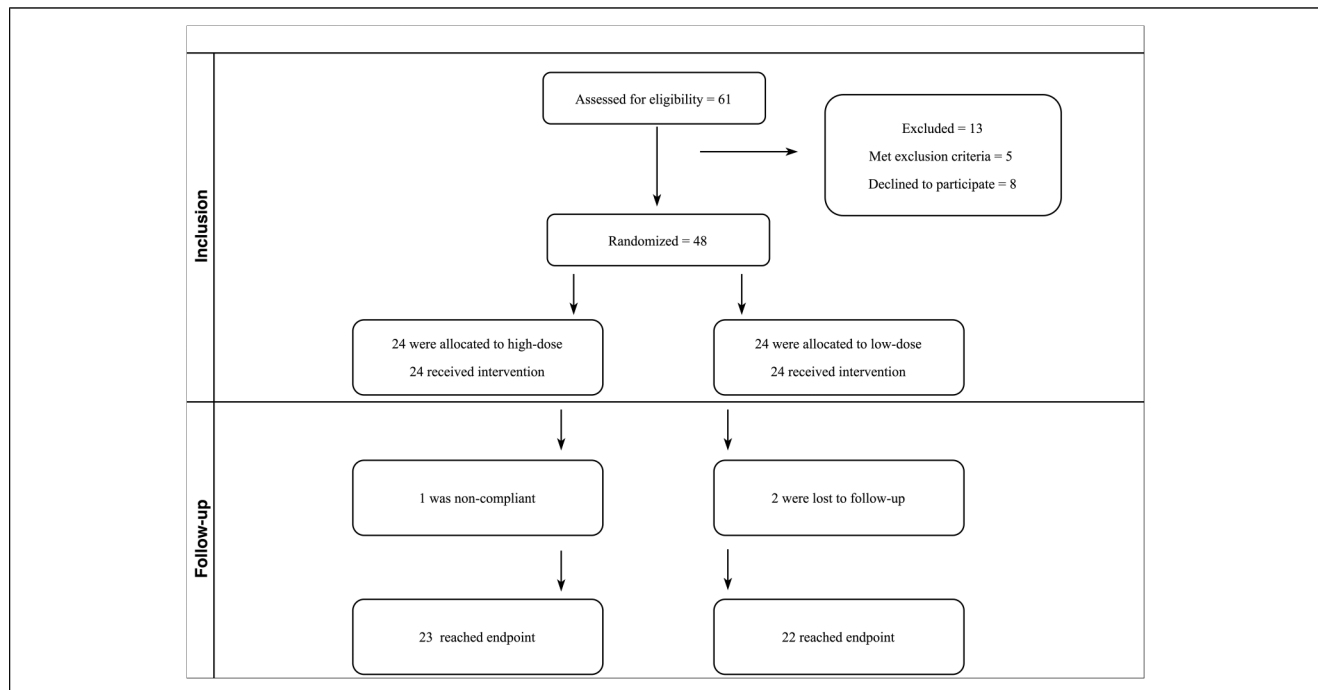 Inclusion
Assessed for eligibility = 61
Excluded = 13
Met exclusion criteria = 5
Declined to participate = 8
Randomized = 48
24 were allocated to high-dose
24 received intervention
24 were allocated to low-dose
24 received intervention
Follow-up
1 was non-compliant
2 were lost to follow-up
23 reached endpoint
22 reached endpoint